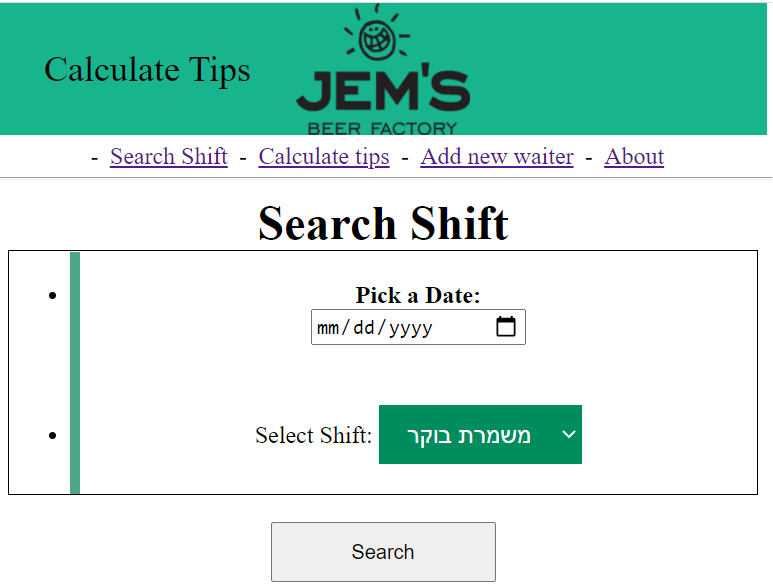 Calculate Tips
JEM'S
BEER FACTORY
- Search Shift - Calculate tips - Add new waiter - About
Search Shift
Pick a Date:
mm/dd/yyyy
Select Shift: משמרת בוקר
Search